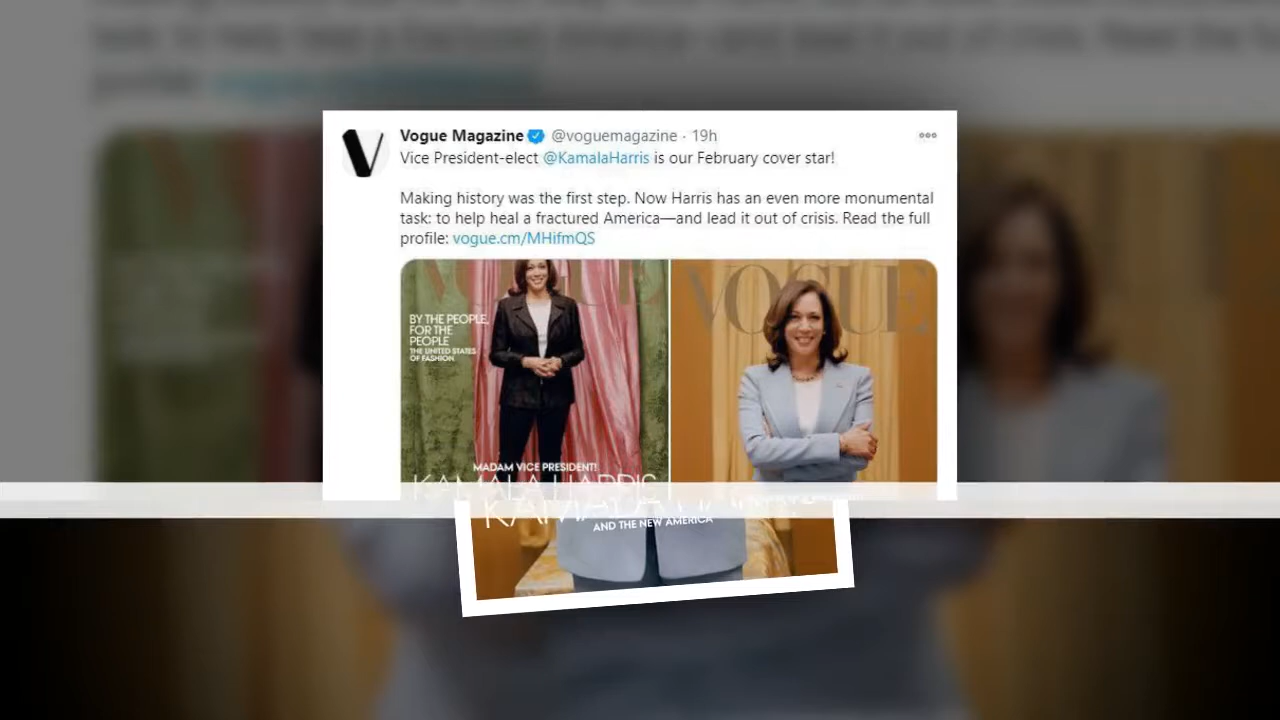 Vogue Magazine @voguemagazine · 19h
Vice President-elect @KamalaHarris is our February cover star!
Making history was the first step. Now Harris has an even more monumental
task: to help heal a fractured America—and lead it out of crisis. Read the full
profile: vogue.cm/MHifmQS
VOGUE
BY THE PEOPLE,
FOR THE
PEOPLE
THE UNITED STATES
OF FASHION
MADAM VICE PRESIDENT!
KAMALA HARRIS
VOGUE
AND THE NEW AMERICA